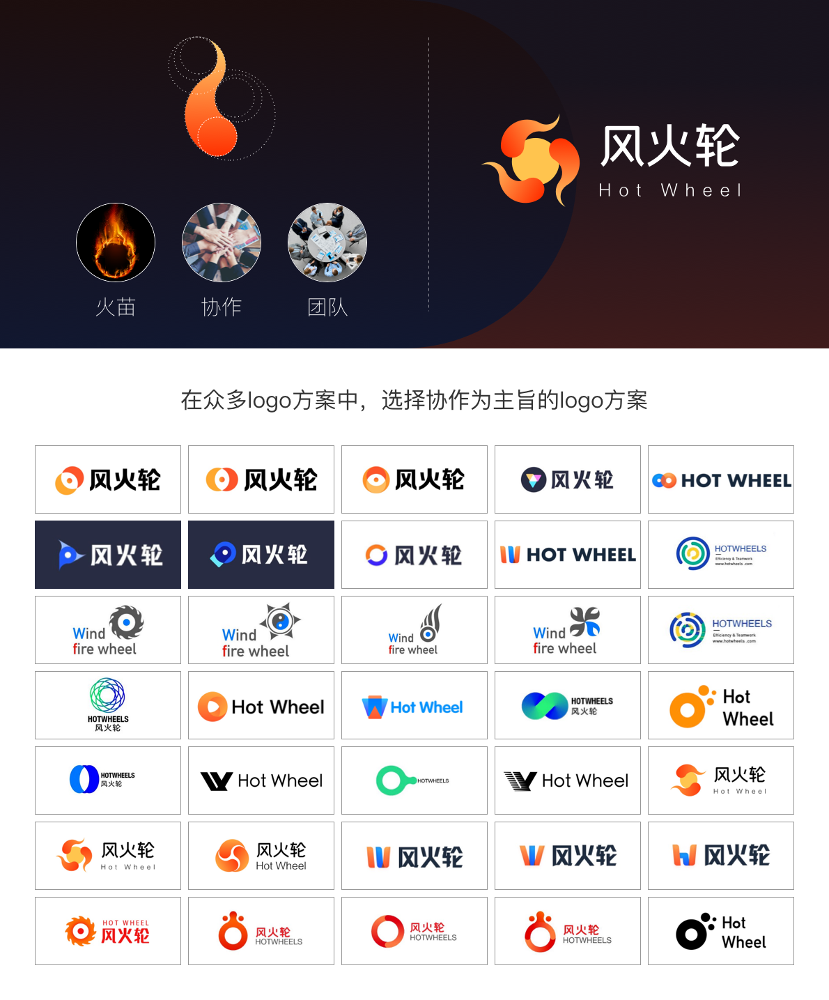 风火轮
Hot Wheel
火苗
协作
团队
在众多logo方案中，选择协作为主旨的logo方案
风火轮
风火轮
风火轮
风火轮
HOT WHEEL
风火轮
风火轮
风火轮
HOT WHEEL
HOTWHEELS
Efficiency & Teamwork
www.hotwheels .com
Wind
fire wheel
Wind
fire wheel
Wind
fire wheel
Wind
fire wheel
HOTWHEELS
Efficiency & Teamwork
www.hotwheels .com
HOTWHEELS
风火轮
Hot Wheel
Hot Wheel
HOTWHEELS
风火轮
Hot
Wheel
HOTWHEELS
风火轮
Hot Wheel
HOTWHEELS
Hot Wheel
风火轮
Hot Wheel
风火轮
Hot Wheel
风火轮
Hot Wheel
风火轮
风火轮
风火轮
HOT WHEEL
风火轮
风火轮
HOTWHEELS
风火轮
HOTWHEELS
风火轮
HOTWHEELS
Hot
Wheel